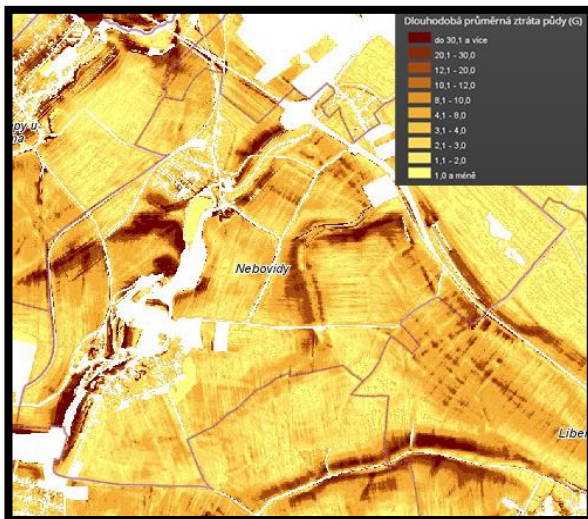 Dlouhodobá průměrná ztráta půdy (G)
do 30,1 a více
20,1 - 30,0
12,1 - 20,0
10,1 - 12,0
8,1 - 10,0
4,1 - 8,0
3,1 - 4,0
2,1 - 3,0
1,1 - 2,0
1,0 a méně
Nebovidy